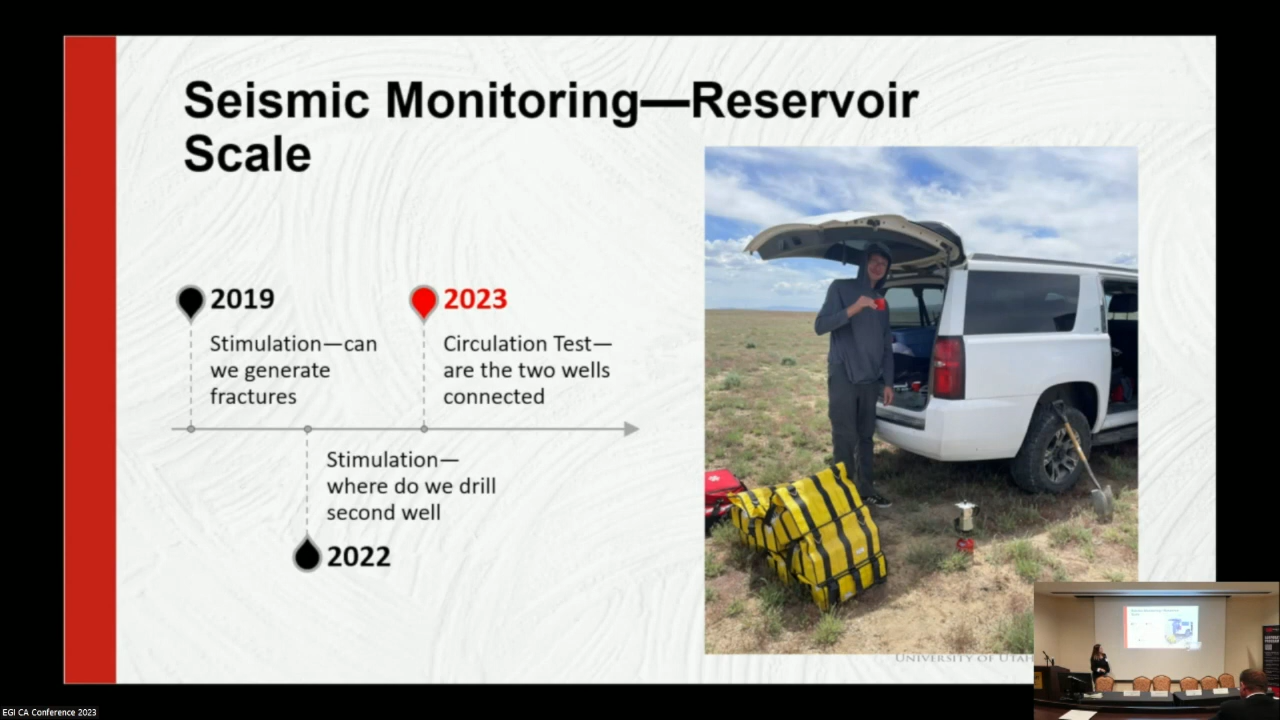 Seismic Monitoring—Reservoir
Scale
2019
Stimulation—can
we generate
fractures
2023
Circulation Test—
are the two wells
connected
Stimulation—
where do we drill
second well
2022
UNIVERSITY OF UTAH
EGI CA Conference 2023